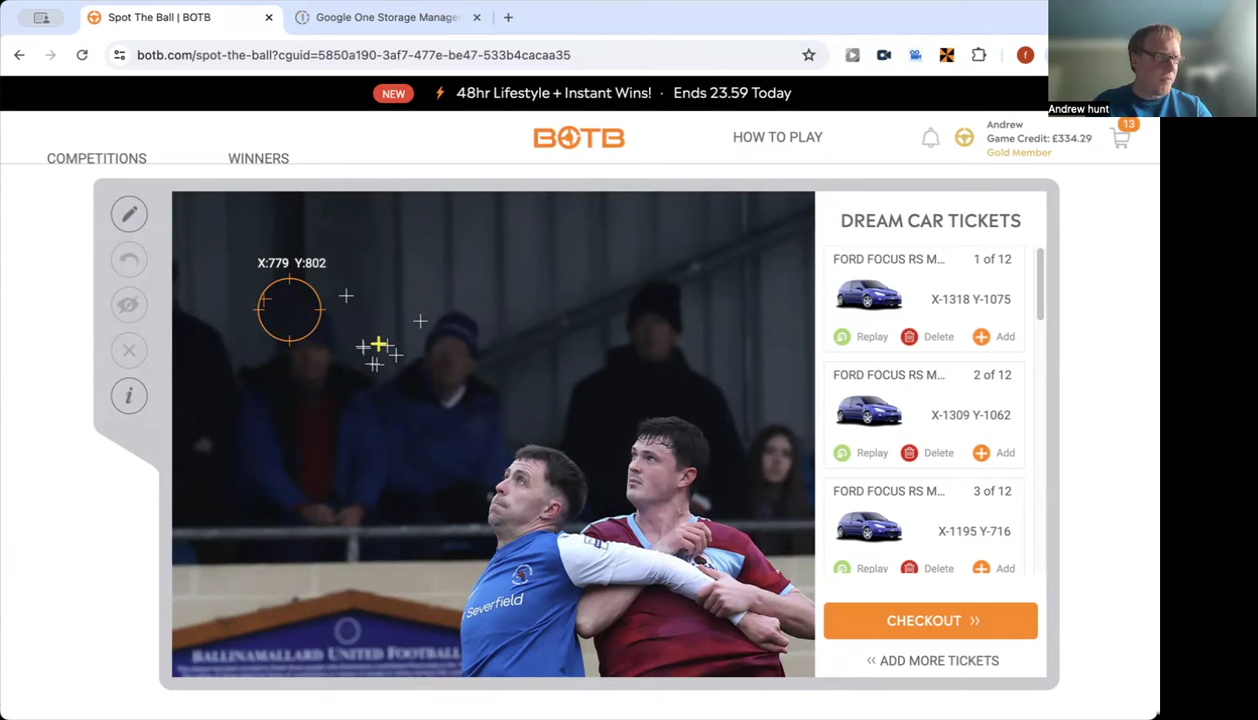 Spot The Ball | BOTB
Google One Storage Manage
botb.com/spot-the-ball?cguid=5850a190-3af7-477e-be47-533b4cacaa35
f
Andrew hunt
NEW
48hr Lifestyle + Instant Wins! · Ends 23.59 Today
COMPETITIONS
WINNERS
BOTB
HOW TO PLAY
Andrew
Game Credit: £334.29
Gold Member
13
X:779 Y:802
DREAM CAR TICKETS
FORD FOCUS RS M... 1 of 12
X-1318 Y-1075
Replay Delete Add
FORD FOCUS RS M... 2 of 12
X-1309 Y-1062
Replay Delete Add
FORD FOCUS RS M... 3 of 12
X-1195 Y-716
Replay Delete Add
CHECKOUT »
« ADD MORE TICKETS
Severfield
BALLINAMALLARD UNITED FOOTBALL